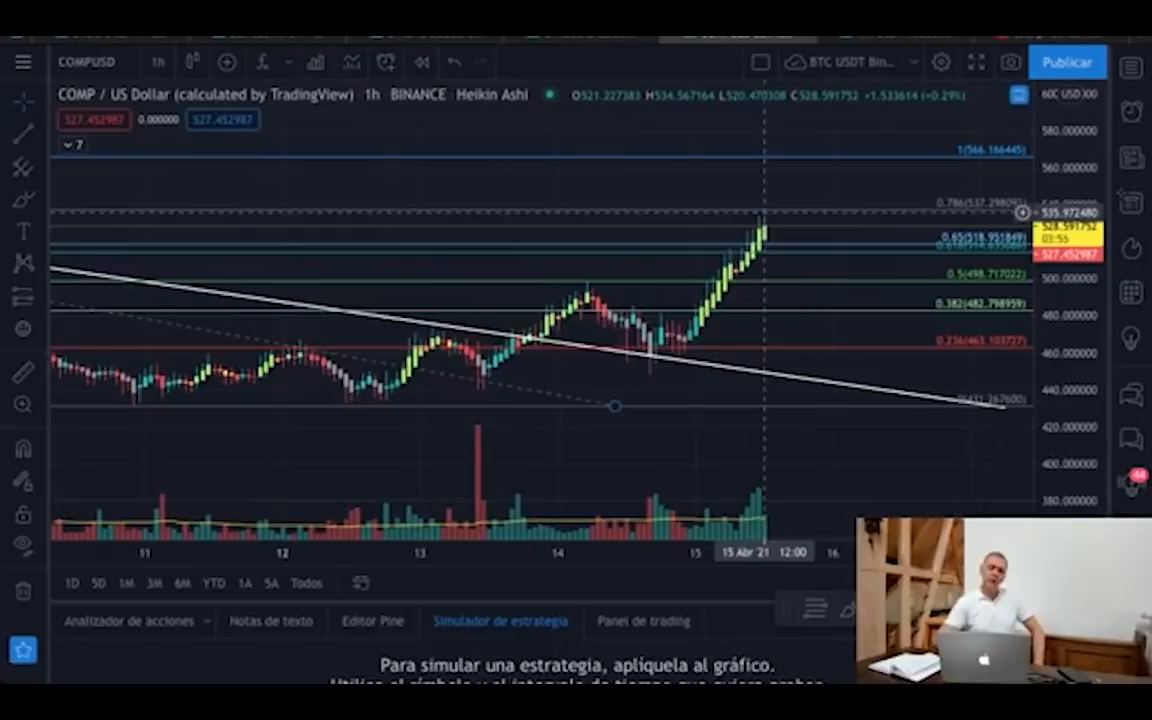 COMPUSD 1h BTC USDT Bin... Publicar
COMP / US Dollar (calculated by TradingView) 1h BINANCE Heikin Ashi O521.227383 H534.567164 L520.470308 C528.591752 +1.533614 (+0.29%)
527.452987 0.000000 527.452987
7
580.000000
1(566.166445)
560.000000
535.972480
528.591752
0.65(518.951849)
03:55
527.452987
0.5(498.717022)
500.000000
0.382(482.798959)
480.000000
0.236(463.103727)
460.000000
440.000000
420.000000
400.000000
380.000000
11 12 13 14 15 15 Abr '21 12:00 16
1D 5D 1M 3M 6M YTD 1A 5A Todos
Analizador de acciones Notas de texto Editor Pine Simulador de estrategia Panel de trading
Para simular una estrategia, aplíquela al gráfico.